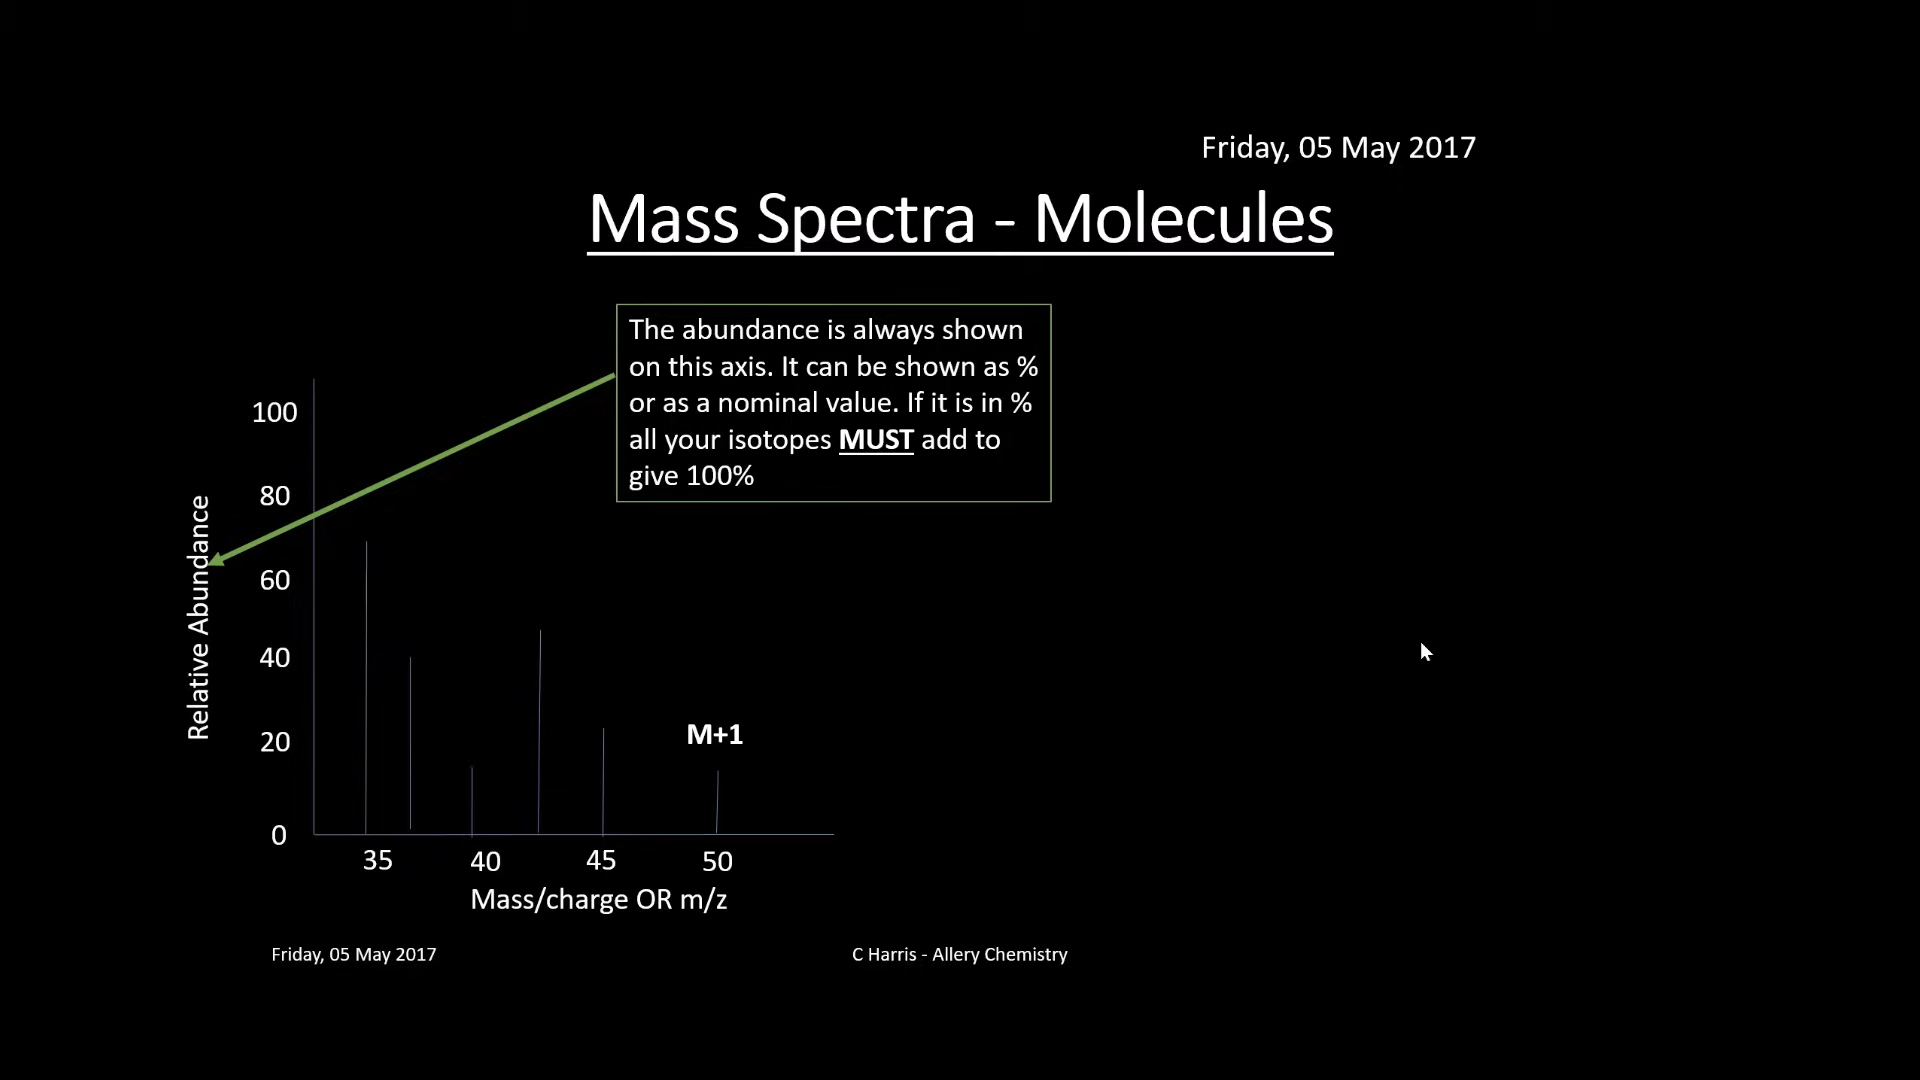 Friday, 05 May 2017
Mass Spectra - Molecules
The abundance is always shown
on this axis. It can be shown as %
or as a nominal value. If it is in %
all your isotopes MUST add to
give 100%
100
80
60
40
20
0
Relative Abundance
M+1
35 40 45 50
Mass/charge OR m/z
Friday, 05 May 2017
C Harris - Allery Chemistry